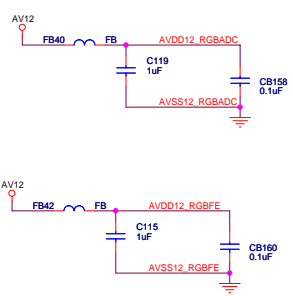 AV12
FB40 FB AVDD12_RGBADC
C119
1uF
CB158
0.1uF
AVSS12_RGBADC
AV12
FB42 FB AVDD12_RGBFE
C115
1uF
CB160
0.1uF
AVSS12_RGBFE